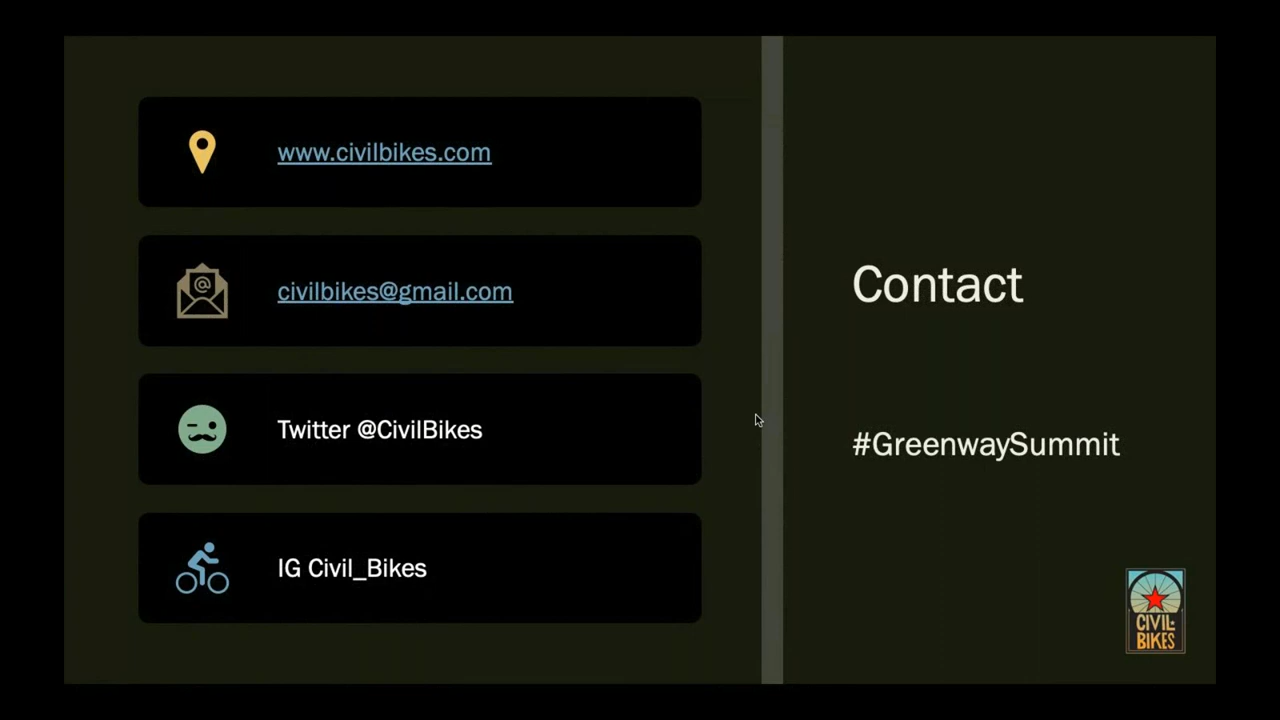 www.civilbikes.com
civilbikes@gmail.com
Twitter @CivilBikes
IG Civil_Bikes
Contact
#GreenwaySummit
CIVIL
BIKES